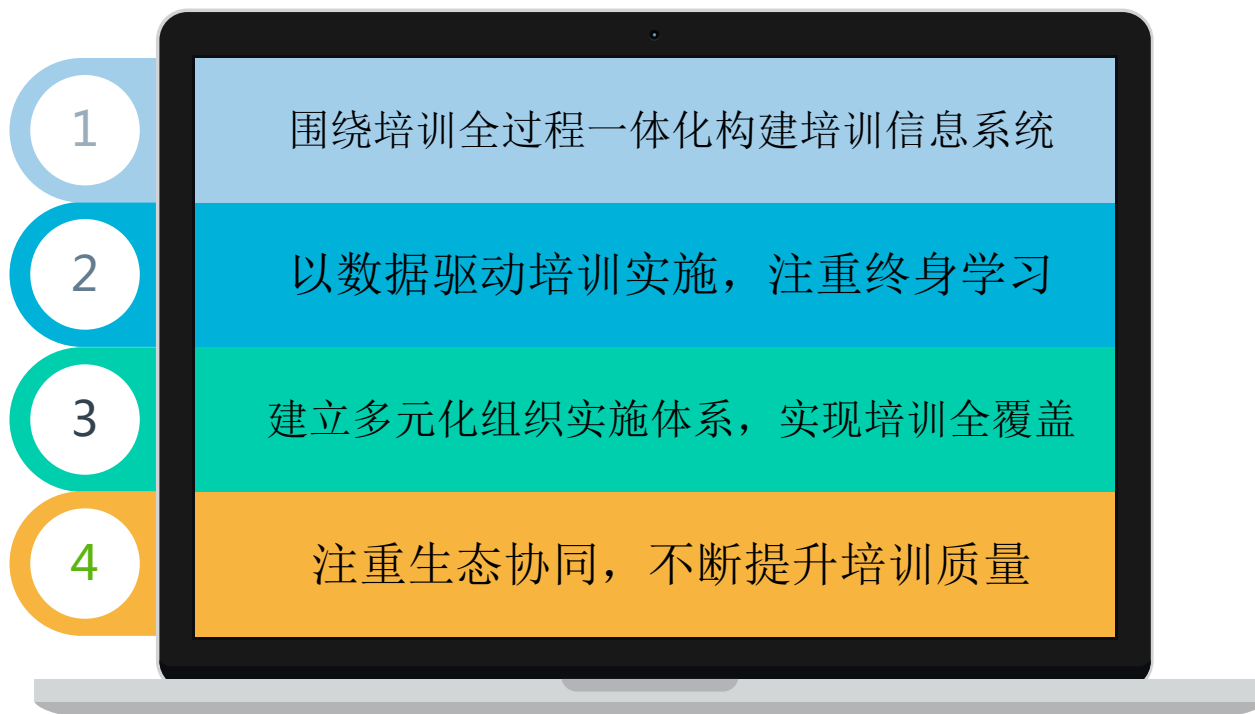 1
围绕培训全过程一体化构建培训信息系统
2
以数据驱动培训实施，注重终身学习
3
建立多元化组织实施体系，实现培训全覆盖
4
注重生态协同，不断提升培训质量